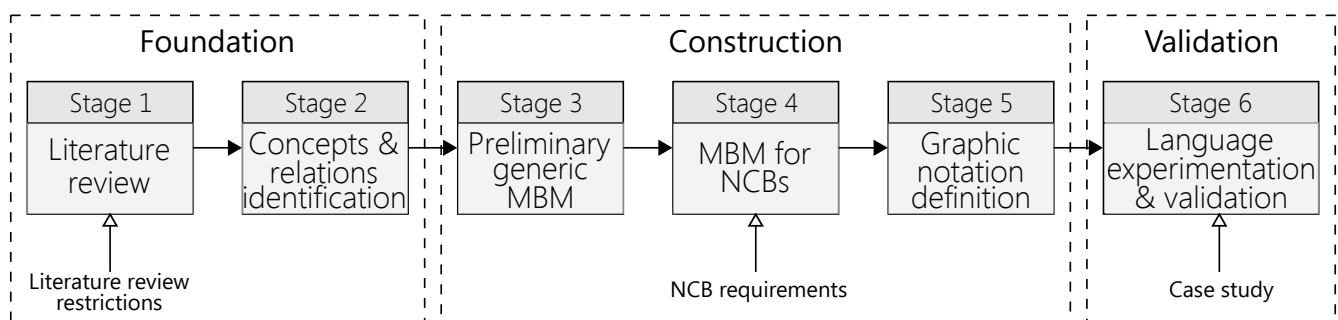 Foundation
Construction
Validation
Stage 1
Literature
review
Stage 2
Concepts &
relations
identification
Stage 3
Preliminary
generic
MBM
Stage 4
MBM for
NCBs
Stage 5
Graphic
notation
definition
Stage 6
Language
experimentation
& validation
Literature review
restrictions
NCB requirements
Case study